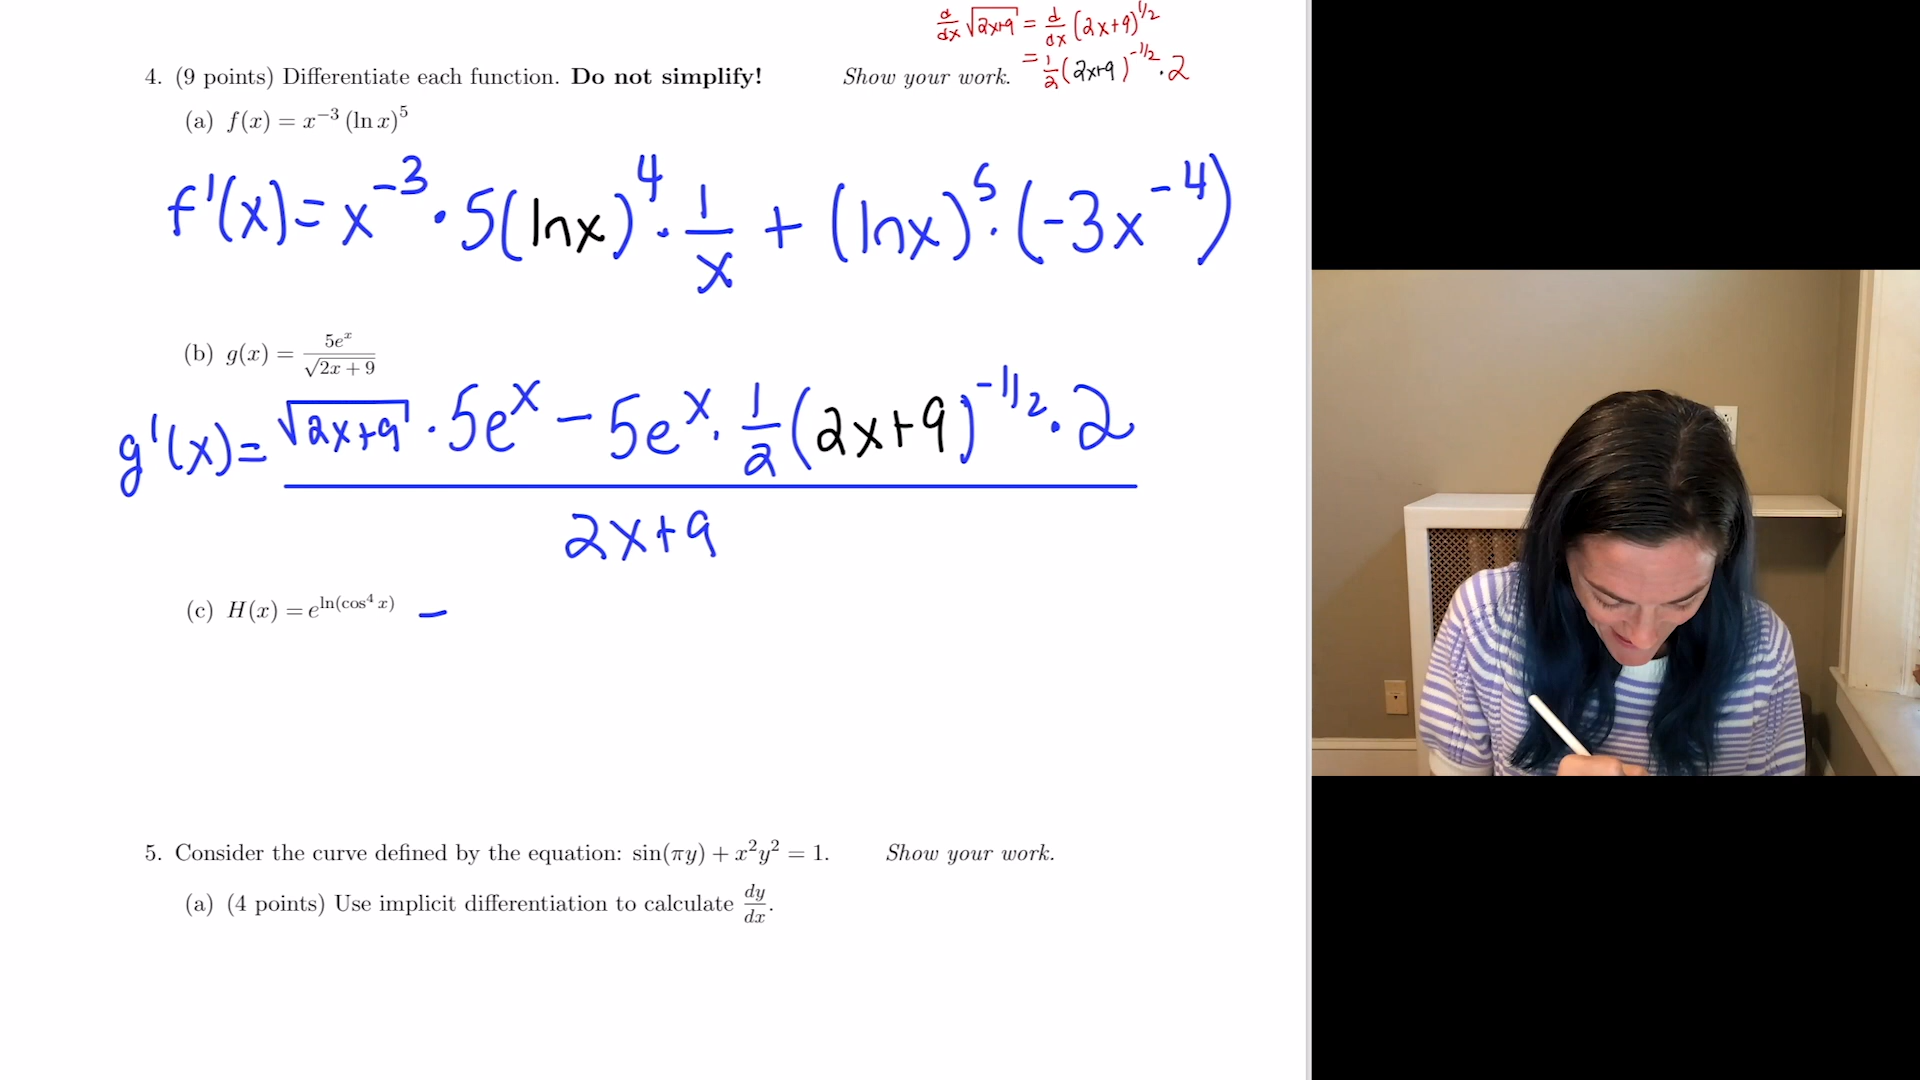 d/dx √2x+9 = d/dx (2x+9)^1/2
= 1/2 (2x+9)^-1/2 · 2
4. (9 points) Differentiate each function. Do not simplify! Show your work.
(a) f(x) = x^−3 (ln x)^5
f'(x) = x^-3 · 5(lnx)^4 · 1/x + (lnx)^5 · (-3x^-4)
(b) g(x) = 5e^x / √2x + 9
g'(x) = √2x+9 · 5e^x - 5e^x · 1/2 (2x+9)^-1/2 · 2
2x+9
(c) H(x) = e^ln(cos^4 x) –
5. Consider the curve defined by the equation: sin(πy) + x²y² = 1. Show your work.
(a) (4 points) Use implicit differentiation to calculate dy/dx.